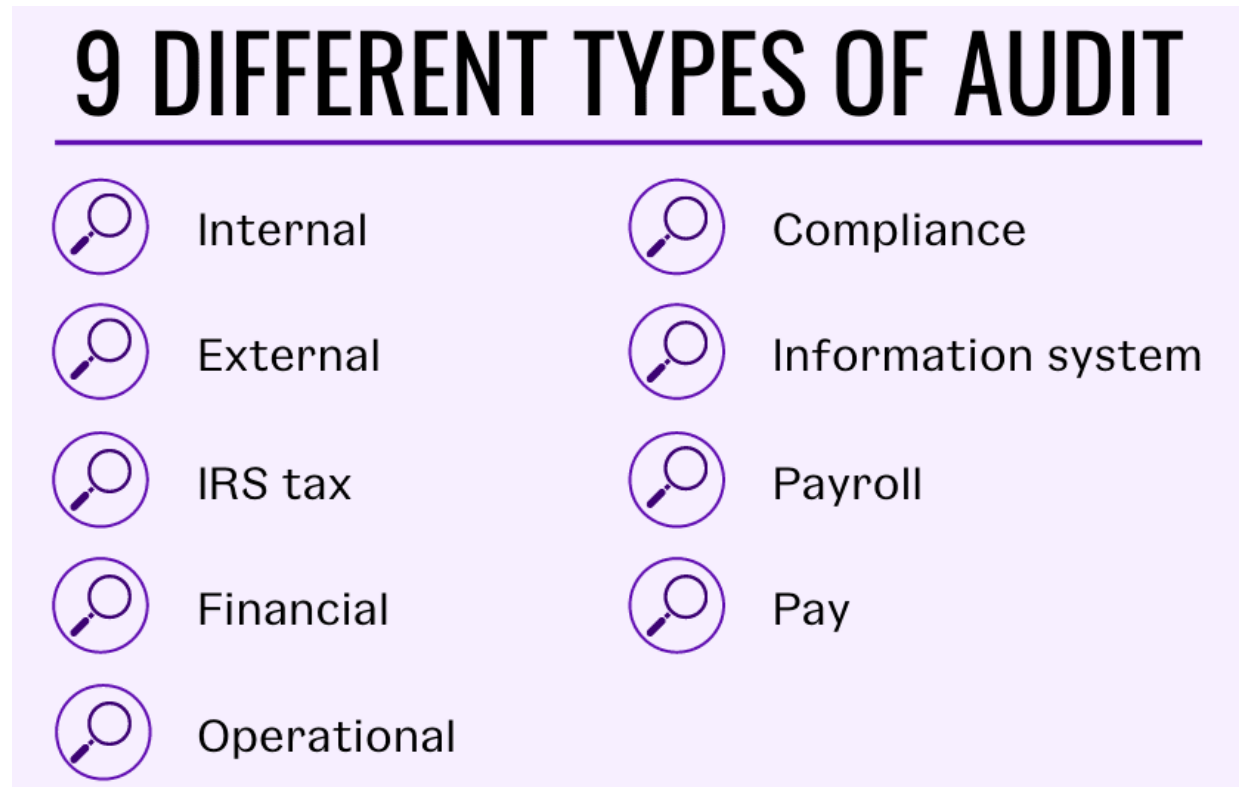 9 DIFFERENT TYPES OF AUDIT
Internal
External
IRS tax
Financial
Operational
Compliance
Information system
Payroll
Pay